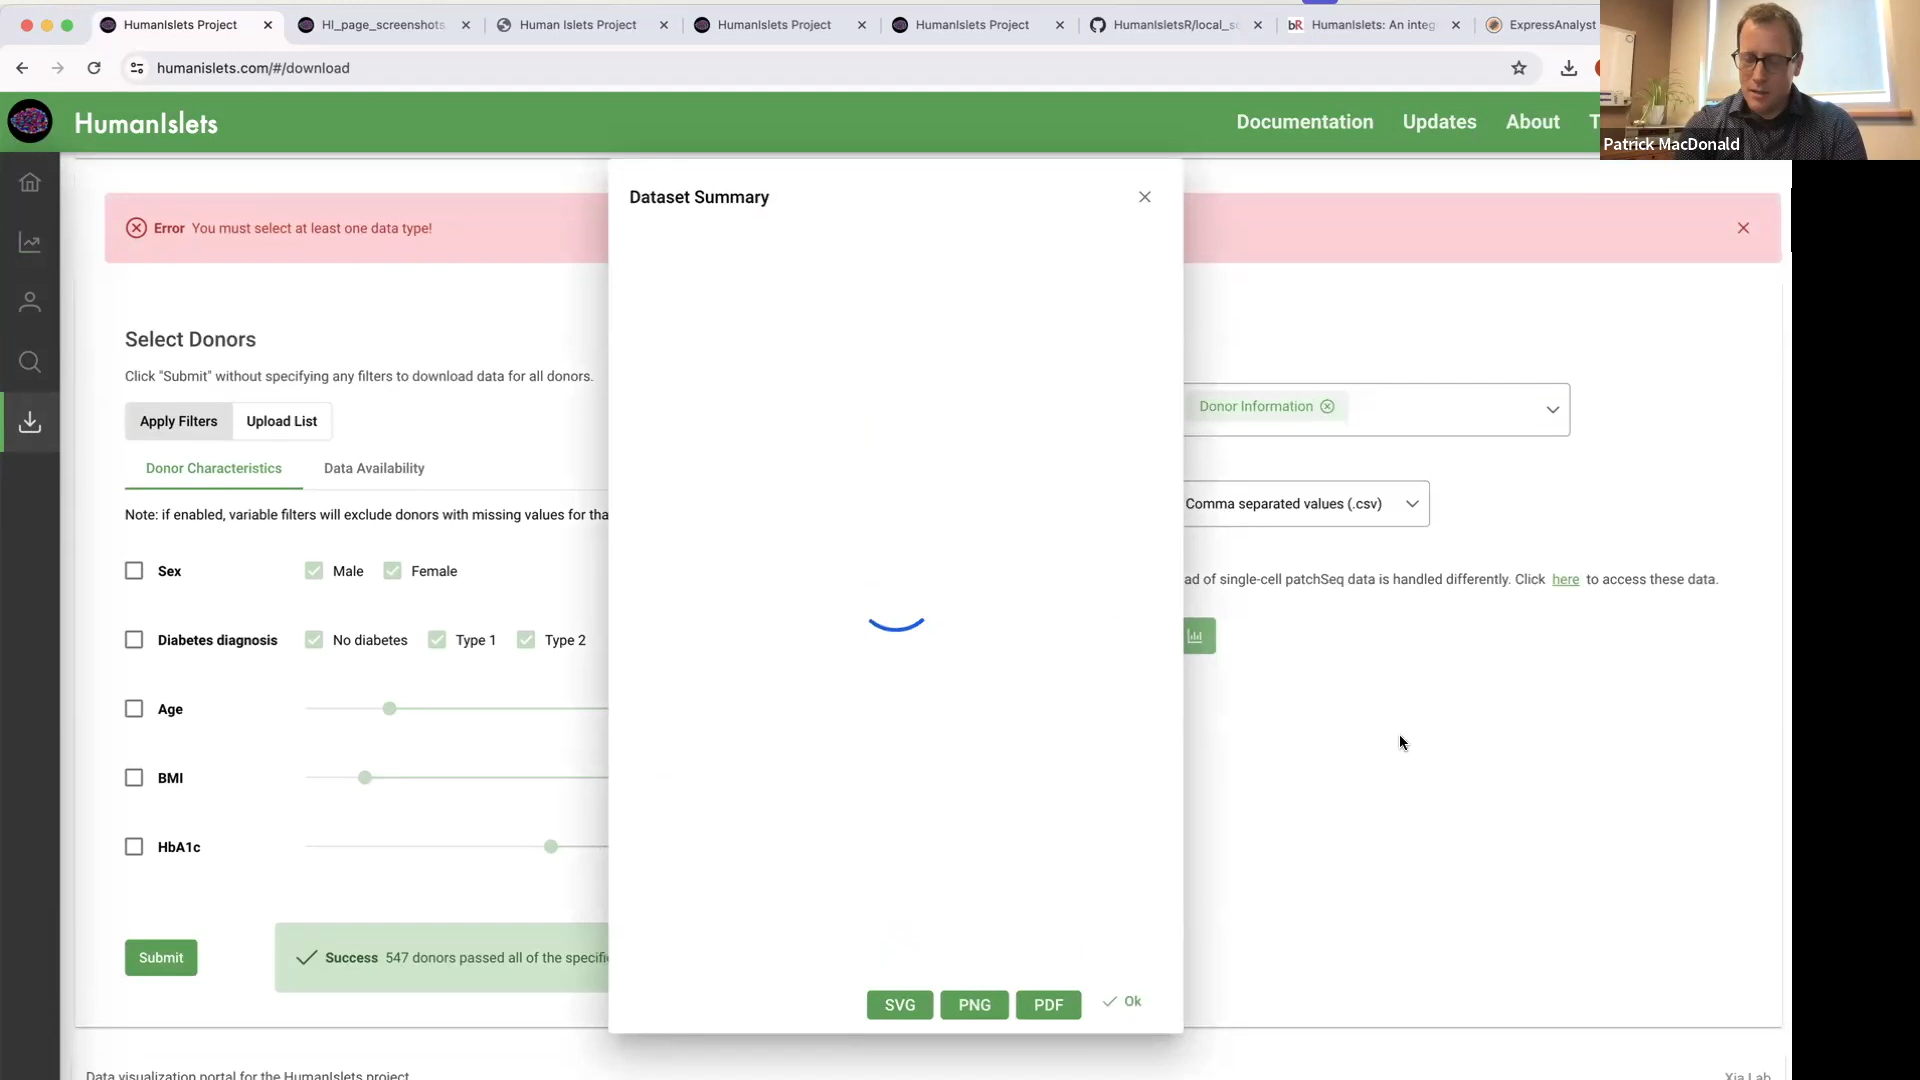 HumanIslets Project
HI_page_screenshots
Human Islets Project
HumanIslets Project
HumanIslets Project
HumanIsletsR/local_s
bR HumanIslets: An integ
ExpressAnalyst
humanislets.com/#/download
HumanIslets
Documentation
Updates
About
T
Patrick MacDonald
Dataset Summary
Error You must select at least one data type!
Select Donors
Click "Submit" without specifying any filters to download data for all donors.
Apply Filters
Upload List
Donor Information
Donor Characteristics
Data Availability
Comma separated values (.csv)
Note: if enabled, variable filters will exclude donors with missing values for tha
Sex
Male
Female
ad of single-cell patchSeq data is handled differently. Click here to access these data.
Diabetes diagnosis
No diabetes
Type 1
Type 2
Age
BMI
HbA1c
Submit
Success 547 donors passed all of the specifi
SVG
PNG
PDF
Ok
Data visualization portal for the HumanIslets project
Xia Lab